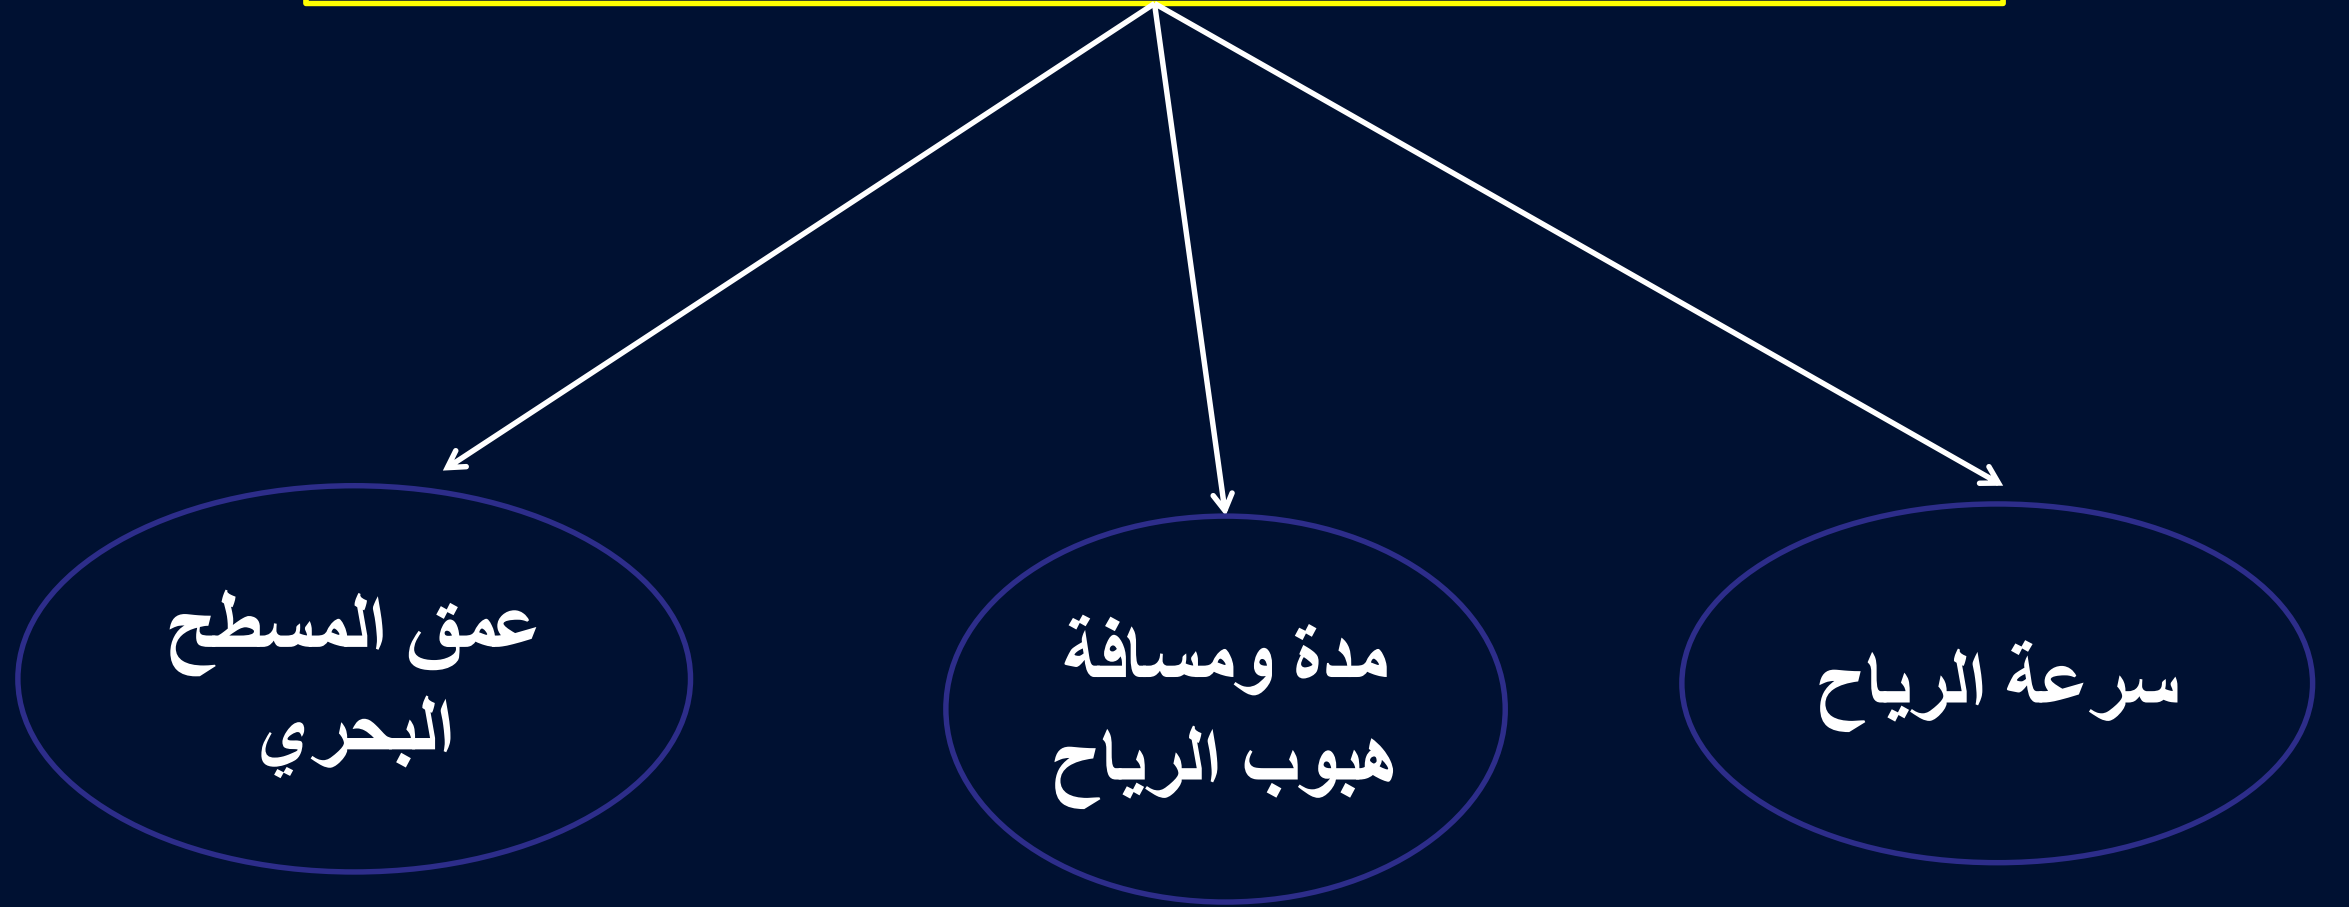 سرعة الرياح
مدة ومسافة
هبوب الرياح
عمق المسطح
البحري